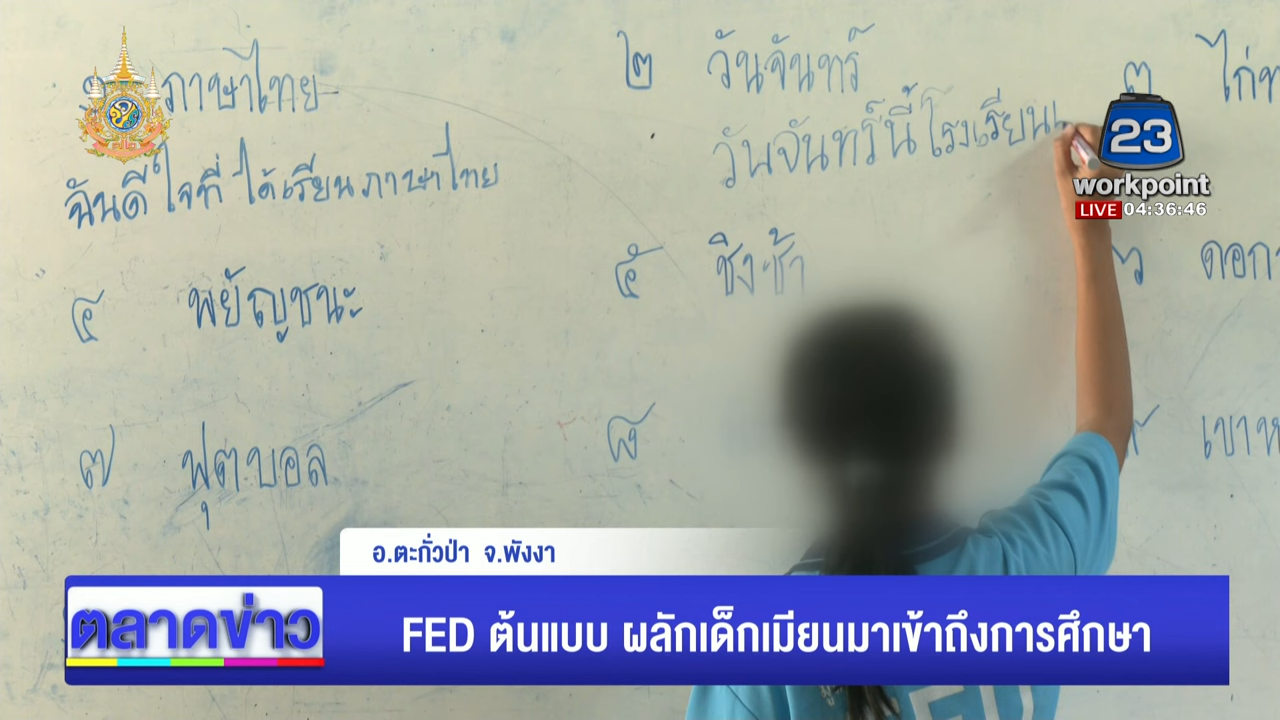 ภาษาไทย
ฉันดีใจที่ ได้เรียนภาษาไทย
๒ วันจันทร์
วันจันทร์นี้ โรงเรียน
๓
23
workpoint
LIVE 04:36:46
๔ พยัญชนะ
๕ ชิงช้า
๖
๗ ฟุตบอล
๘
อ.ตะกั่วป่า จ.พังงา
ตลาดข่าว
FED ต้นแบบ ผลักเด็กเมียนมาเข้าถึงการศึกษา